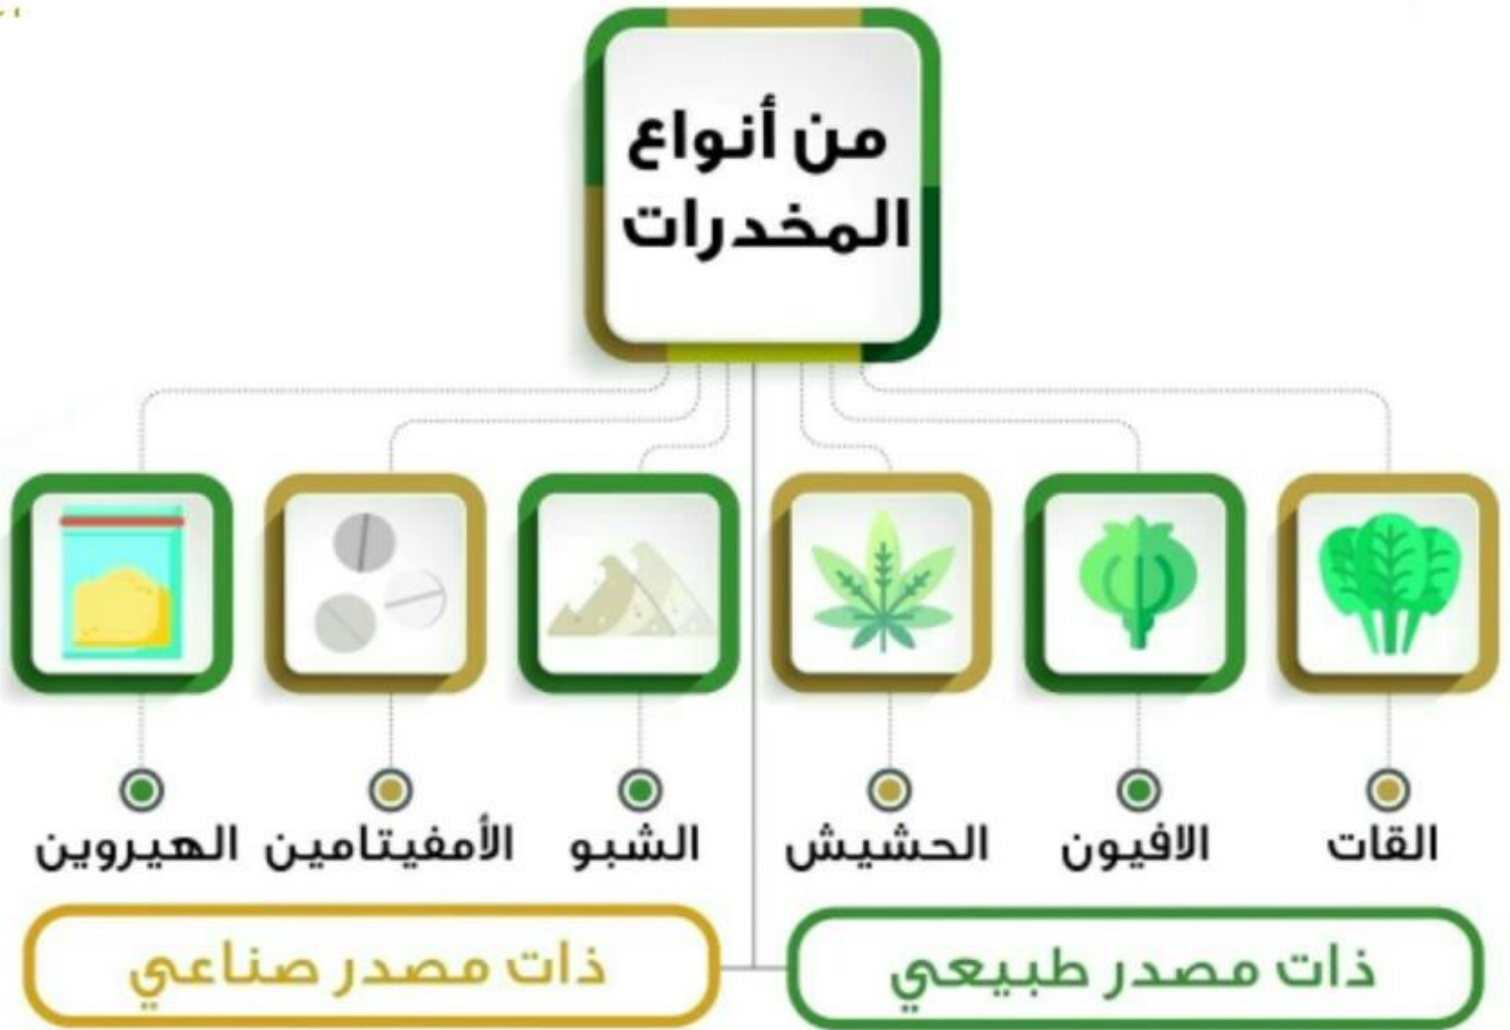 من أنواع
المخدرات
القات
الافيون
الحشيش
الشبو
الأمفيتامين
الهيروين
ذات مصدر طبيعي
ذات مصدر صناعي